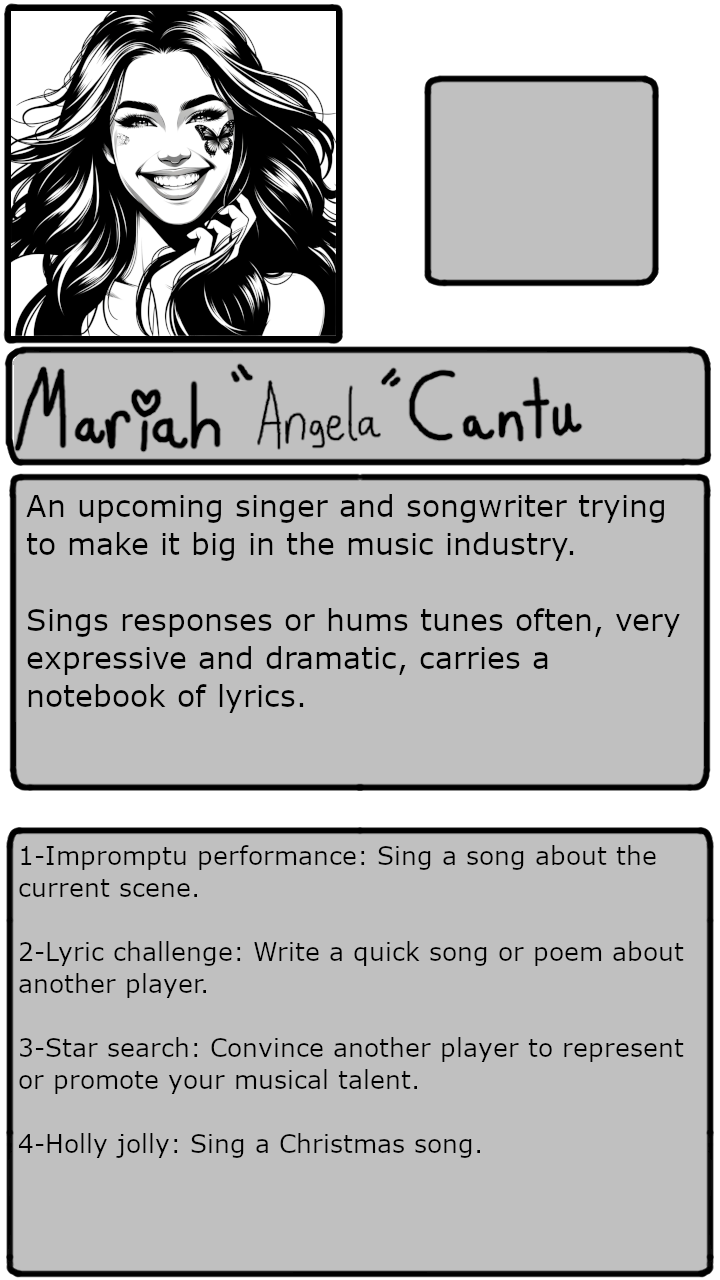 Mariah "Angela" Cantu
An upcoming singer and songwriter trying
to make it big in the music industry.
Sings responses or hums tunes often, very
expressive and dramatic, carries a
notebook of lyrics.
1-Impromptu performance: Sing a song about the
current scene.
2-Lyric challenge: Write a quick song or poem about
another player.
3-Star search: Convince another player to represent
or promote your musical talent.
4-Holly jolly: Sing a Christmas song.